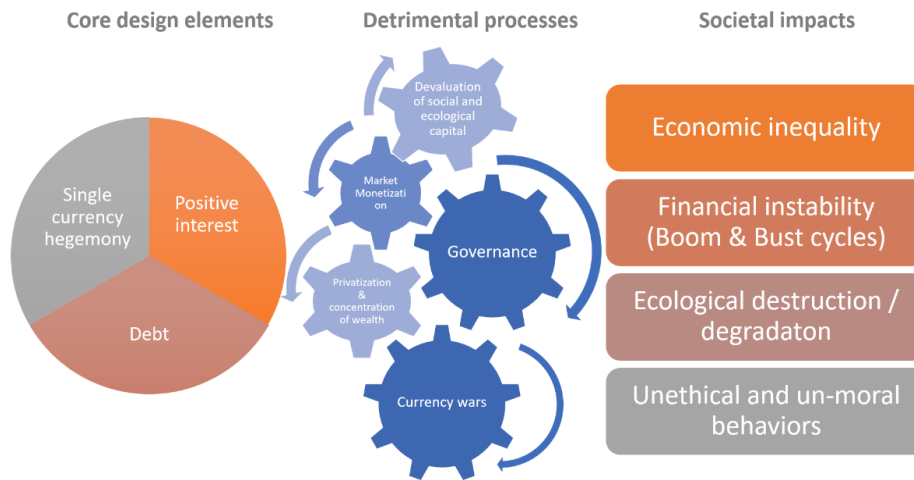 Core design elements
Detrimental processes
Societal impacts
Single
currency
hegemony
Positive
interest
Debt
Devaluation
of social and
ecological
capital
Market
Monetizati
on
Governance
Privatization
&
concentration
of wealth
Currency wars
Economic inequality
Financial instability
(Boom & Bust cycles)
Ecological destruction /
degradaton
Unethical and un-moral
behaviors